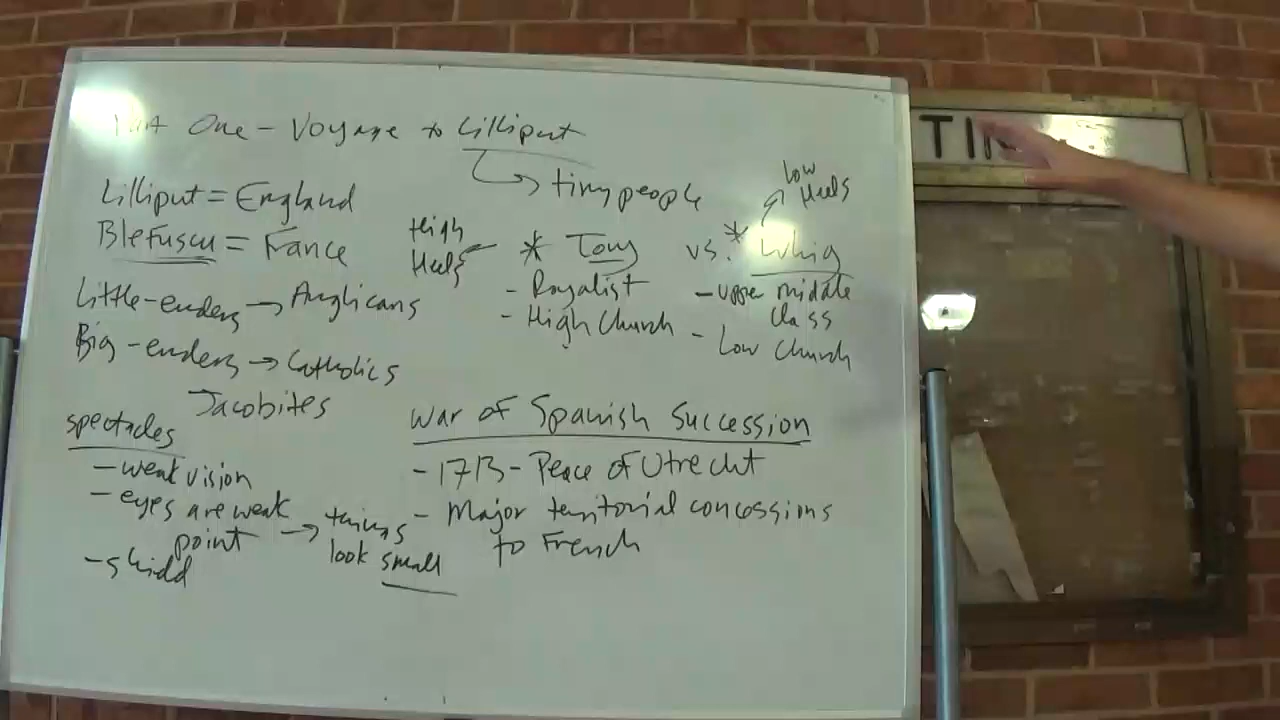 Part One - Voyage to Lilliput
tiny people
Lilliput = England
Blefuscu = France
Little-enders → Anglicans
Big-enders → Catholics
Jacobites
High
Heels
* Tory vs. * Whig
Low
Heels
- Royalist
- High Church
- upper middle
class
- Low Church
spectacles
- weak vision
- eyes are weak
point → things
look small
- shield
War of Spanish Succession
- 1713 - Peace of Utrecht
- Major territorial concessions
to French
TI